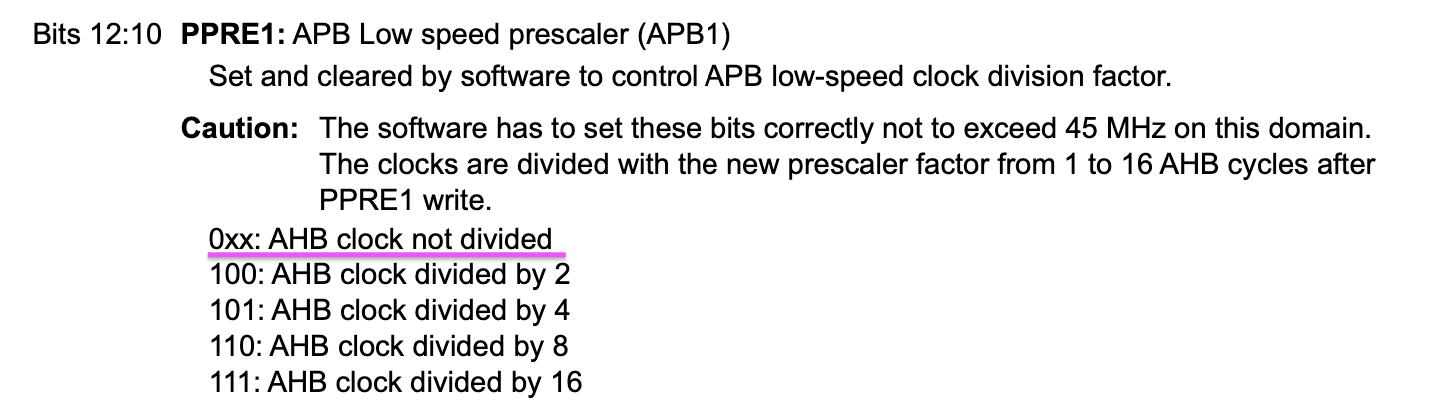 Bits 12:10 PPRE1: APB Low speed prescaler (APB1)
Set and cleared by software to control APB low-speed clock division factor.
Caution: The software has to set these bits correctly not to exceed 45 MHz on this domain.
The clocks are divided with the new prescaler factor from 1 to 16 AHB cycles after
PPRE1 write.
0xx: AHB clock not divided
100: AHB clock divided by 2
101: AHB clock divided by 4
110: AHB clock divided by 8
111: AHB clock divided by 16